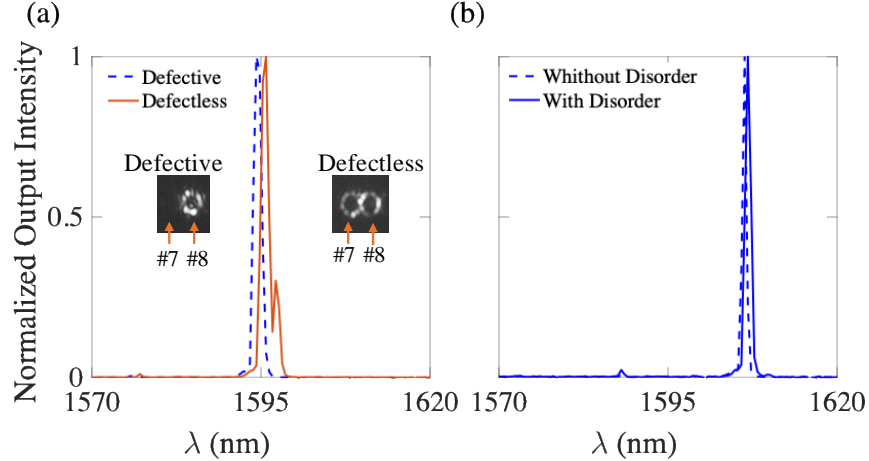 (a)
(b)
Normalized Output Intensity
1
0.5
0
Defective
Defectless
Defective
Defectless
#7 #8
#7 #8
1570
1595
1620
λ (nm)
Whithout Disorder
With Disorder
1570
1595
1620
λ (nm)